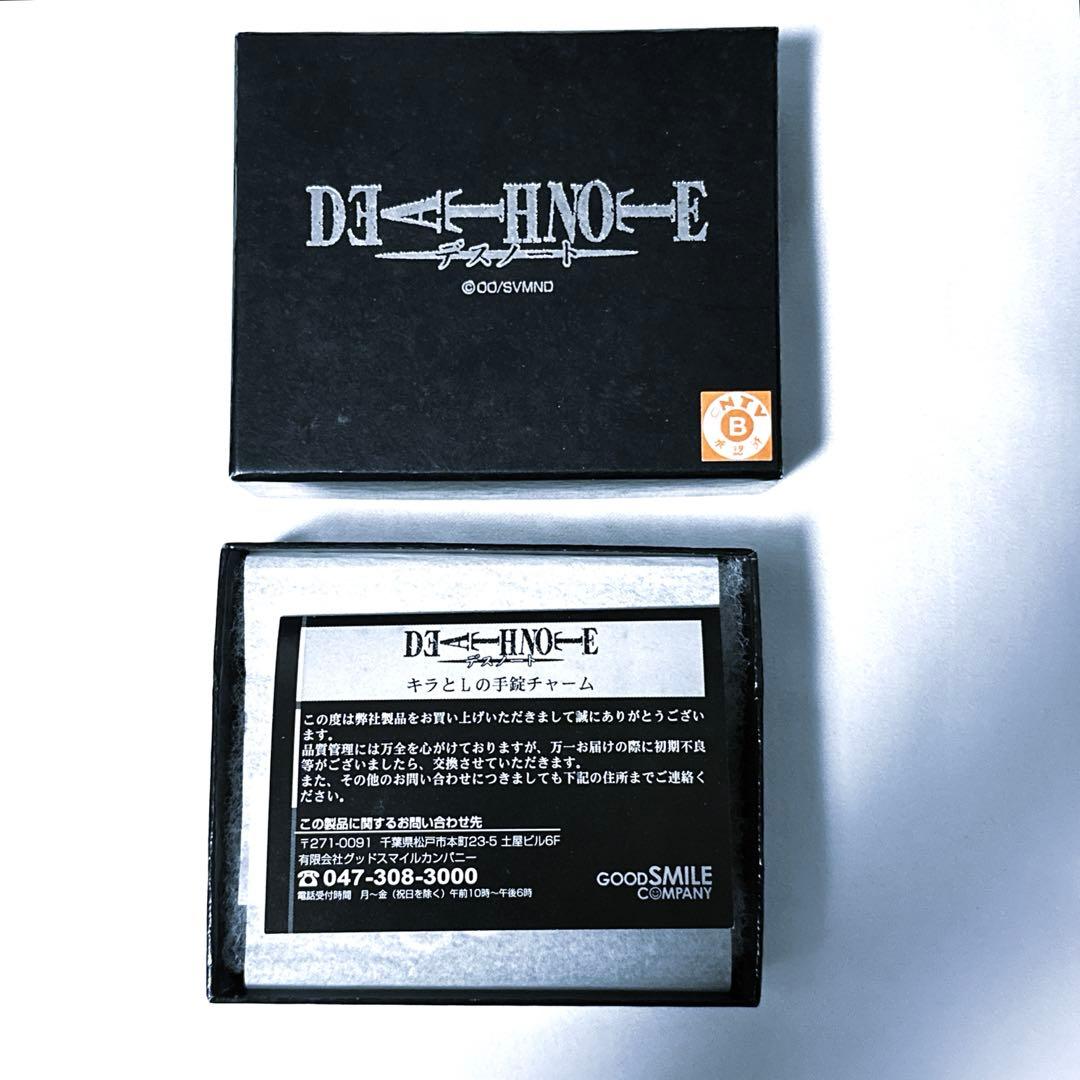 DEATHNOTE
デスノート
©OO/SVMND
NTV
B
承認
DEATHNOTE
デスノート
キラとLの手錠チャーム
この度は弊社製品をお買い上げいただきまして誠にありがとうござい
ます。
品質管理には万全を心がけておりますが、万一お届けの際に初期不良
等がございましたら、交換させていただきます。
また、その他のお問い合わせにつきましても下記の住所までご連絡く
ださい。
この製品に関するお問い合わせ先
〒271-0091 千葉県松戸市本町23-5 土屋ビル6F
有限会社グッドスマイルカンパニー
☎047-308-3000
電話受付時間 月～金（祝日を除く）午前10時～午後6時
GOOD SMILE
COMPANY